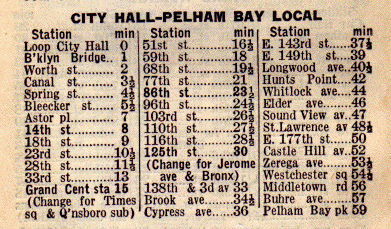 CITY HALL-PELHAM BAY LOCAL
Station min
Loop City Hall 0
B'klyn Bridge.. 1
Worth st ....... 2
Canal st........ 3½
Spring st....... 4½
Bleecker st..... 5½
Astor pl ....... 7
14th st......... 8
18th st......... 9
23d st..........10½
28th st.........11½
33d st..........13
Grand Cent sta 15
(Change for Times
sq & Q'nsboro sub)
Station min
51st st........16½
59th st........18
68th st........19½
77th st........21
86th st........23½
96th st........24½
103d st........26½
110th st.......27½
116th st.......28½
125th st.......30
(Change for Jerome
ave & Bronx)
138th & 3d av 33
Brook ave......34½
Cypress ave....36
Station min
E. 143rd st....37½
E. 149th st....39
Longwood ave..40½
Hunts Point....42
Whitlock ave...44
Elder ave......46
Sound View av.47
St.Lawrence av 48½
E. 177th st....50
Castle Hill av.52
Zerega ave.....53½
Westchester sq 54½
Middletown rd 56
Buhre ave......57
Pelham Bay pk 59